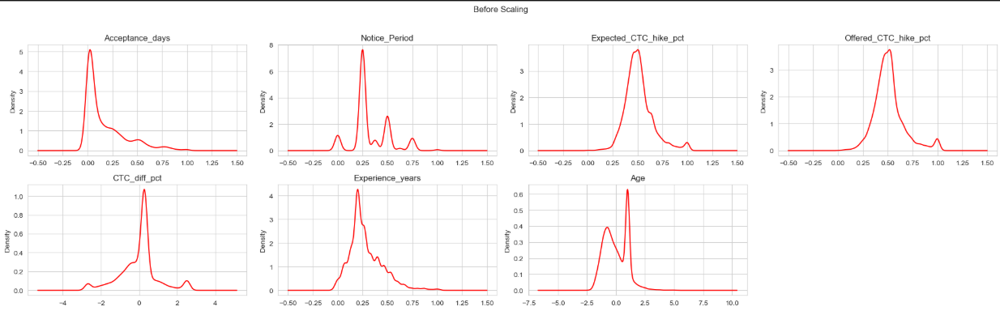 Before Scaling
Acceptance_days Notice_Period Expected_CTC_hike_pct Offered_CTC_hike_pct
5 8 3 3
4 6 2 2
3 4 1 1
2 2 0 0
1 0
0
Density Density Density Density
−0.50 −0.25 0.00 0.25 0.50 0.75 1.00 1.25 1.50 −0.50 −0.25 0.00 0.25 0.50 0.75 1.00 1.25 1.50 −0.50 −0.25 0.00 0.25 0.50 0.75 1.00 1.25 1.50 −0.50 −0.25 0.00 0.25 0.50 0.75 1.00 1.25 1.50
CTC_diff_pct Experience_years Age
1.0 4 0.6
0.8 3 0.5
0.6 2 0.4
0.4 1 0.3
0.2 0 0.2
0.0 0.1
0.0
Density Density Density
−4 −2 0 2 4 −0.50 −0.25 0.00 0.25 0.50 0.75 1.00 1.25 1.50 −7.5 −5.0 −2.5 0.0 2.5 5.0 7.5 10.0